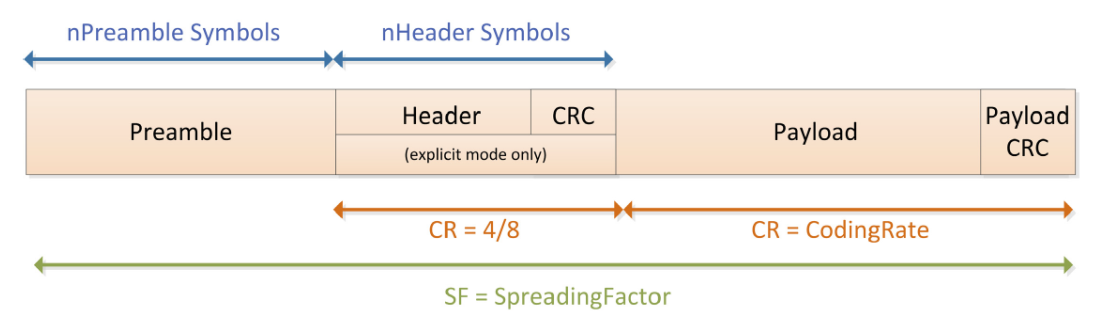 nPreamble Symbols
nHeader Symbols
Preamble
Header
CRC
(explicit mode only)
Payload
Payload
CRC
CR = 4/8
CR = CodingRate
SF = SpreadingFactor